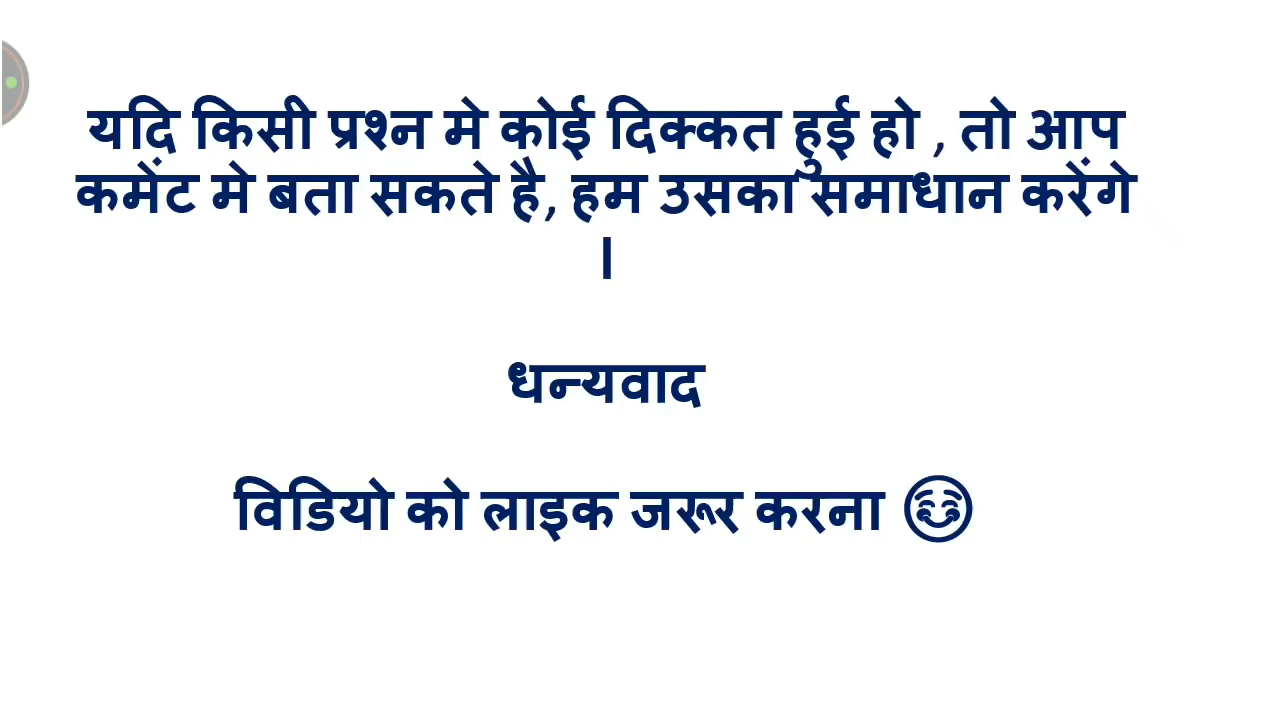 यदि किसी प्रश्न मे कोई दिक्कत हुई हो , तो आप
कमेंट मे बता सकते है, हम उसका समाधान करेंगे
।
धन्यवाद
विडियो को लाइक जरूर करना 😊